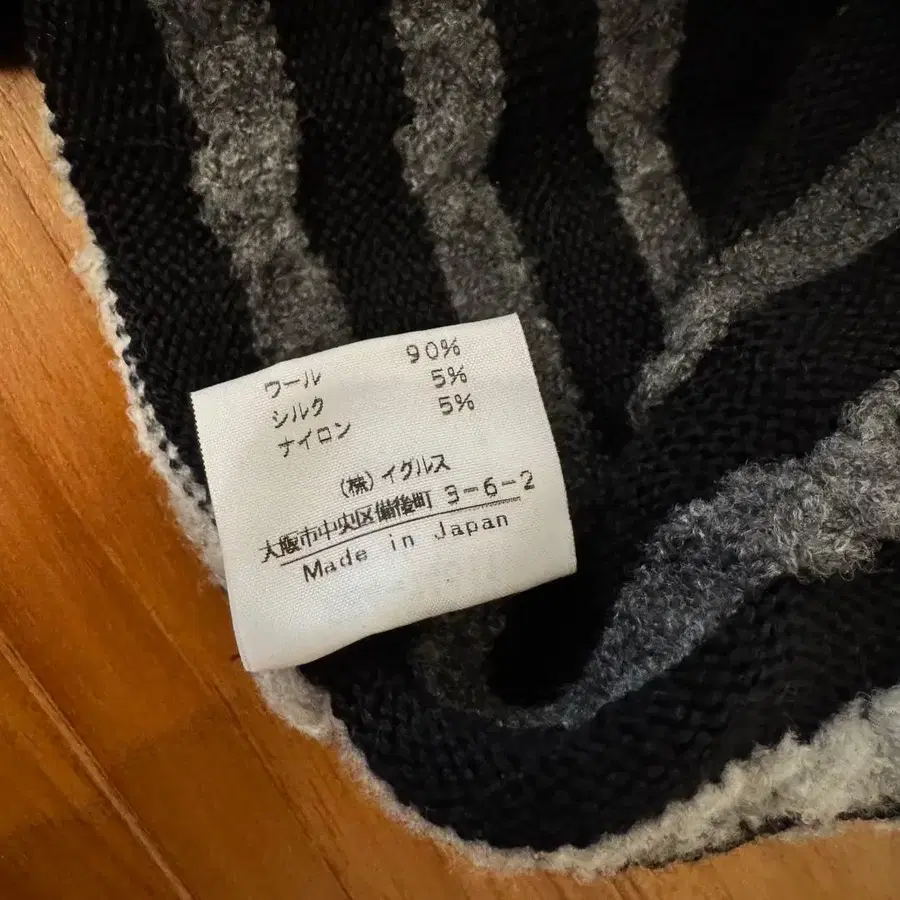 ウール 90%
シルク 5%
ナイロン 5%
(株)イグルス
大阪市中央区備後町 3-6-2
Made in Japan